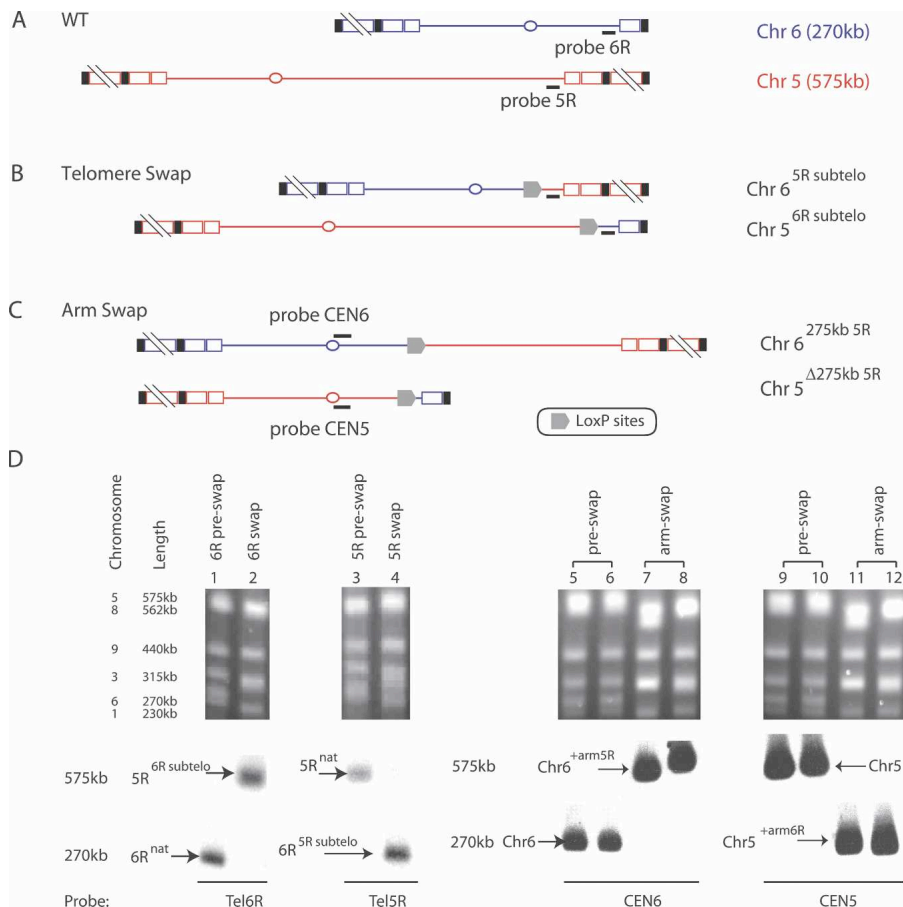 A WT
probe 6R
Chr 6 (270kb)
probe 5R
Chr 5 (575kb)
B Telomere Swap
Chr 6 5R subtelo
Chr 5 6R subtelo
C Arm Swap
probe CEN6
Chr 6 275kb 5R
Chr 5 Δ275kb 5R
probe CEN5
LoxP sites
D
Chromosome
Length
6R pre-swap
6R swap
5R pre-swap
5R swap
pre-swap
arm-swap
pre-swap
arm-swap
1 2 3 4 5 6 7 8 9 10 11 12
5 575kb
8 562kb
9 440kb
3 315kb
6 270kb
1 230kb
575kb 5R 6R subtelo 5R nat 575kb Chr6 +arm5R Chr5
270kb 6R nat 6R 5R subtelo 270kb Chr6 Chr5 +arm6R
Probe: Tel6R Tel5R CEN6 CEN5